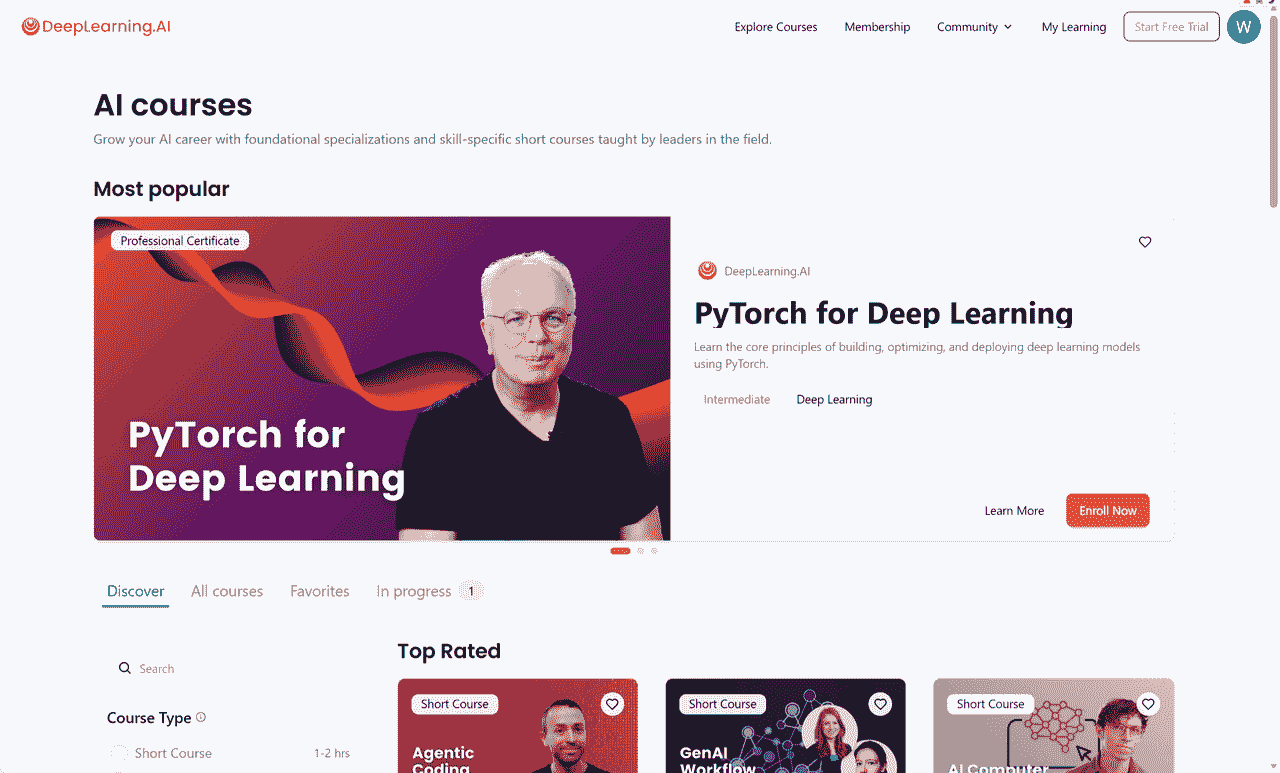 DeepLearning.AI
Explore Courses
Membership
Community
My Learning
Start Free Trial
W
AI courses
Grow your AI career with foundational specializations and skill-specific short courses taught by leaders in the field.
Most popular
Professional Certificate
PyTorch for
Deep Learning
DeepLearning.AI
PyTorch for Deep Learning
Learn the core principles of building, optimizing, and deploying deep learning models
using PyTorch.
Intermediate
Deep Learning
Learn More
Enroll Now
Discover
All courses
Favorites
In progress
1
Search
Course Type
Short Course
1-2 hrs
Top Rated
Short Course
Agentic
Coding
Short Course
GenAI
Workflow
Short Course
AI Computer